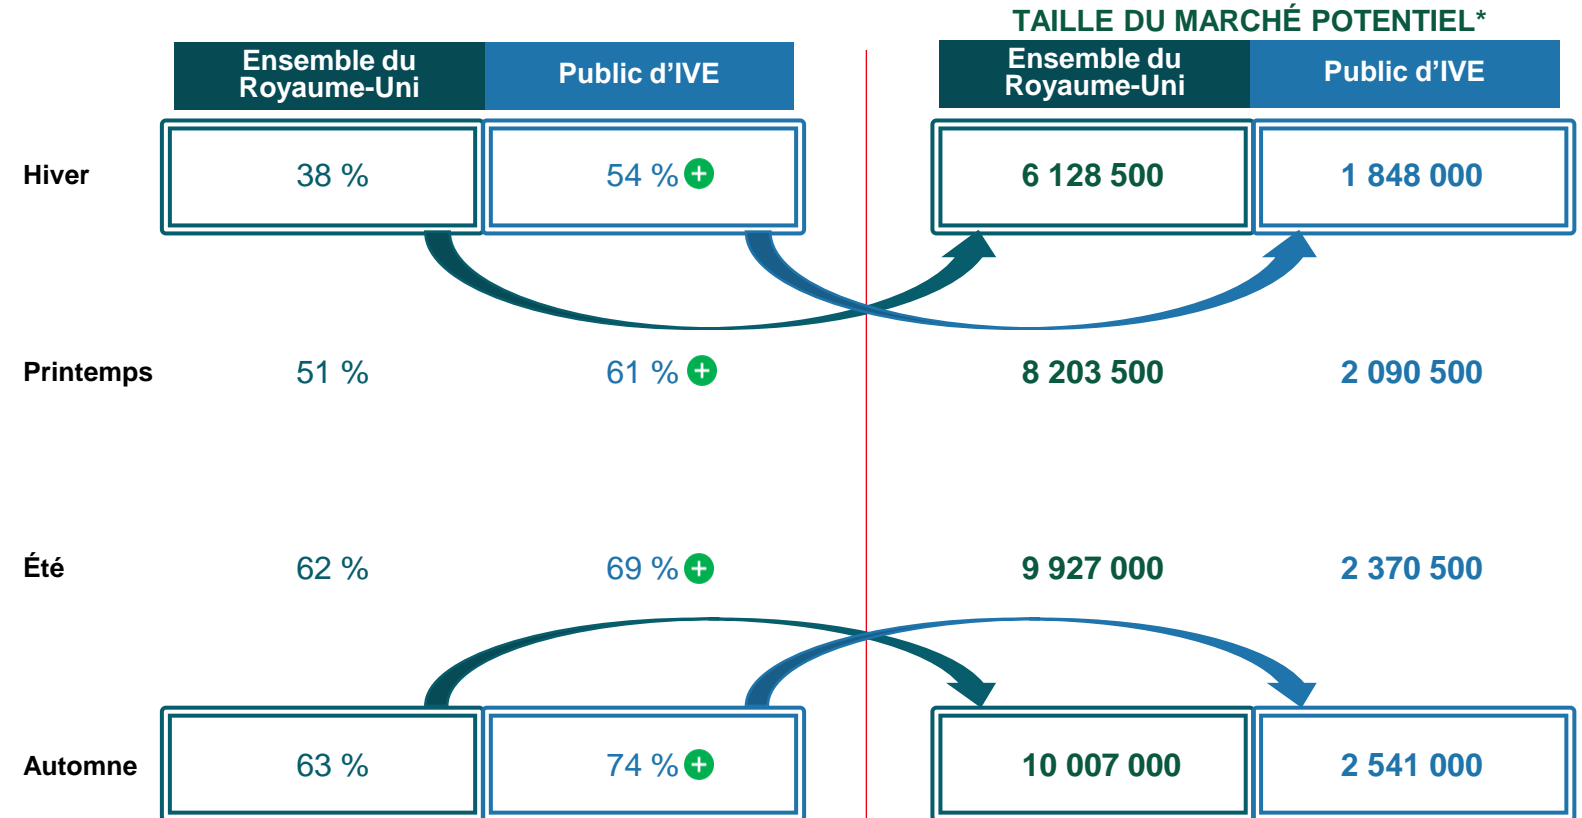 TAILLE DU MARCHÉ POTENTIEL*
Ensemble du
Royaume-Uni
Public d’IVE
Ensemble du
Royaume-Uni
Public d’IVE
Hiver
38 %
54 %
6 128 500
1 848 000
Printemps
51 %
61 %
8 203 500
2 090 500
Été
62 %
69 %
9 927 000
2 370 500
Automne
63 %
74 %
10 007 000
2 541 000